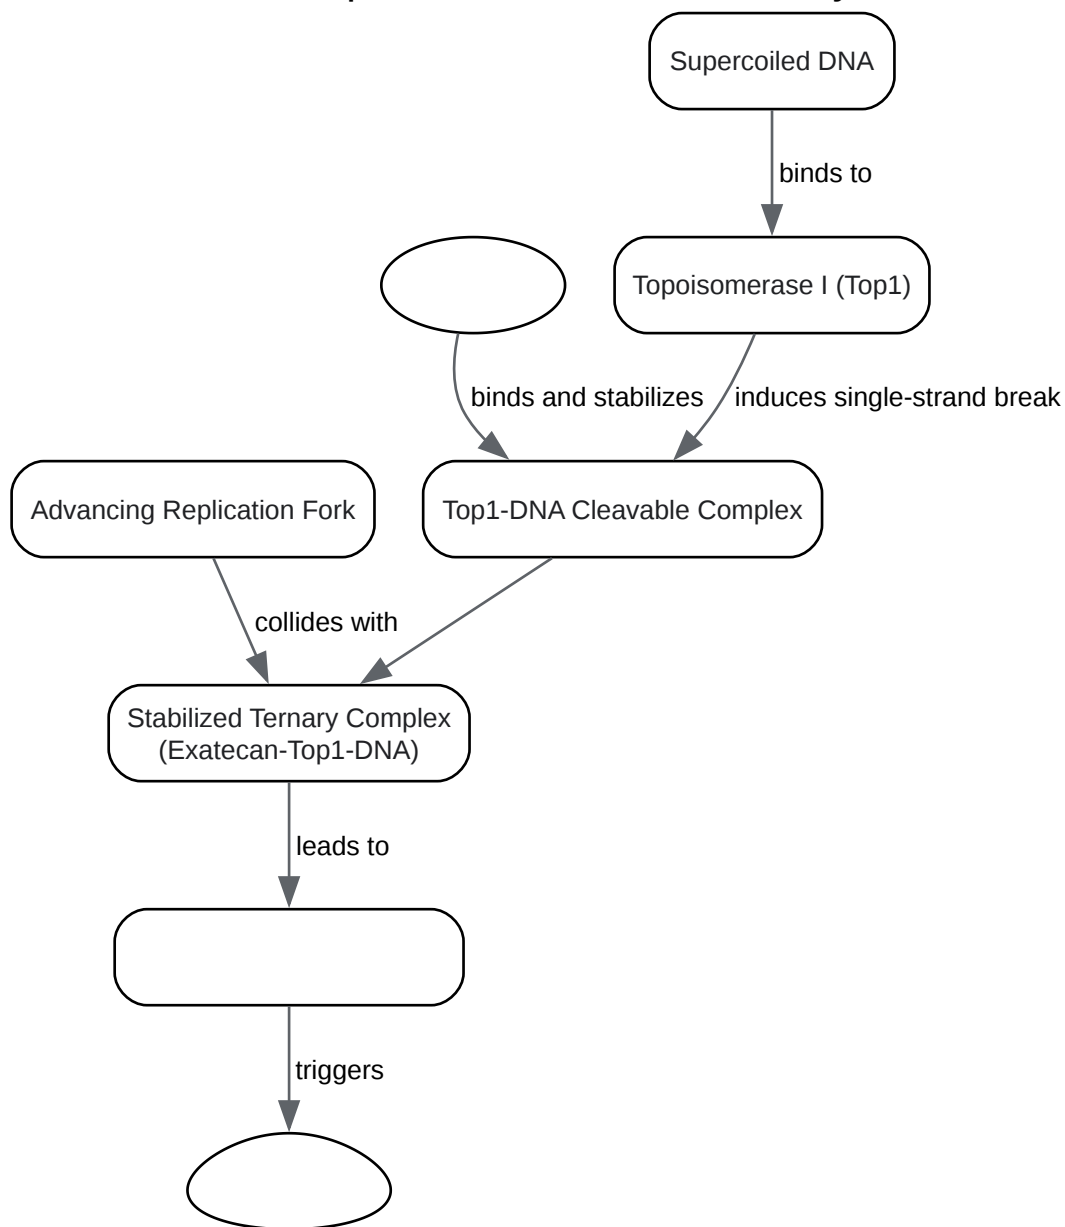 Supercoiled DNA
binds to
Topoisomerase I (Top1)
binds and stabilizes
induces single-strand break
Advancing Replication Fork
Top1-DNA Cleavable Complex
collides with
Stabilized Ternary Complex
(Exatecan-Top1-DNA)
leads to
triggers